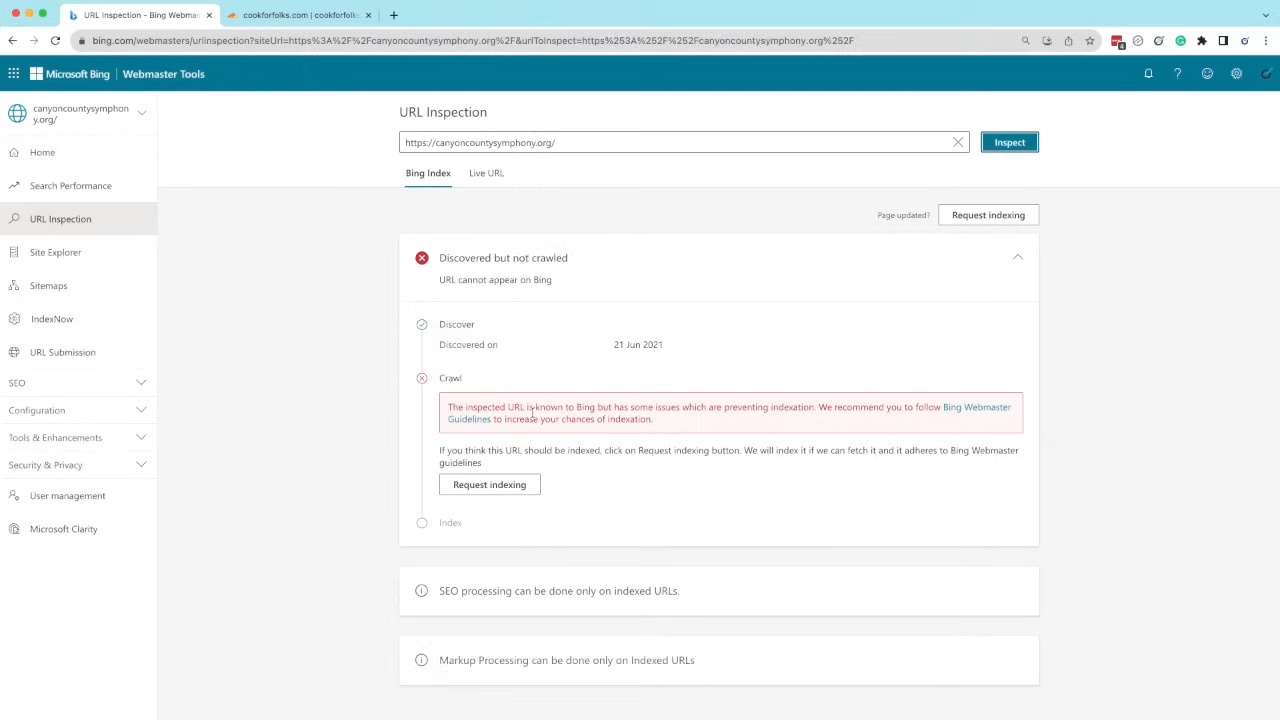 URL Inspection - Bing Webmas
cookforfolks.com | cookforfolks
bing.com/webmasters/urlinspection?siteUrl=https%3A%2F%2Fcanyoncountysymphony.org%2F&urlToInspect=https%253A%252F%252Fcanyoncountysymphony.org%252F
4
Microsoft Bing | Webmaster Tools
canyoncountysymphon
y.org/
Home
Search Performance
URL Inspection
Site Explorer
Sitemaps
IndexNow
URL Submission
SEO
Configuration
Tools & Enhancements
Security & Privacy
User management
Microsoft Clarity
URL Inspection
https://canyoncountysymphony.org/
Inspect
Bing Index
Live URL
Page updated?
Request indexing
Discovered but not crawled
URL cannot appear on Bing
Discover
Discovered on 21 Jun 2021
Crawl
The inspected URL is known to Bing but has some issues which are preventing indexation. We recommend you to follow Bing Webmaster
Guidelines to increase your chances of indexation.
If you think this URL should be indexed, click on Request indexing button. We will index it if we can fetch it and it adheres to Bing Webmaster
guidelines
Request indexing
Index
SEO processing can be done only on indexed URLs.
Markup Processing can be done only on Indexed URLs